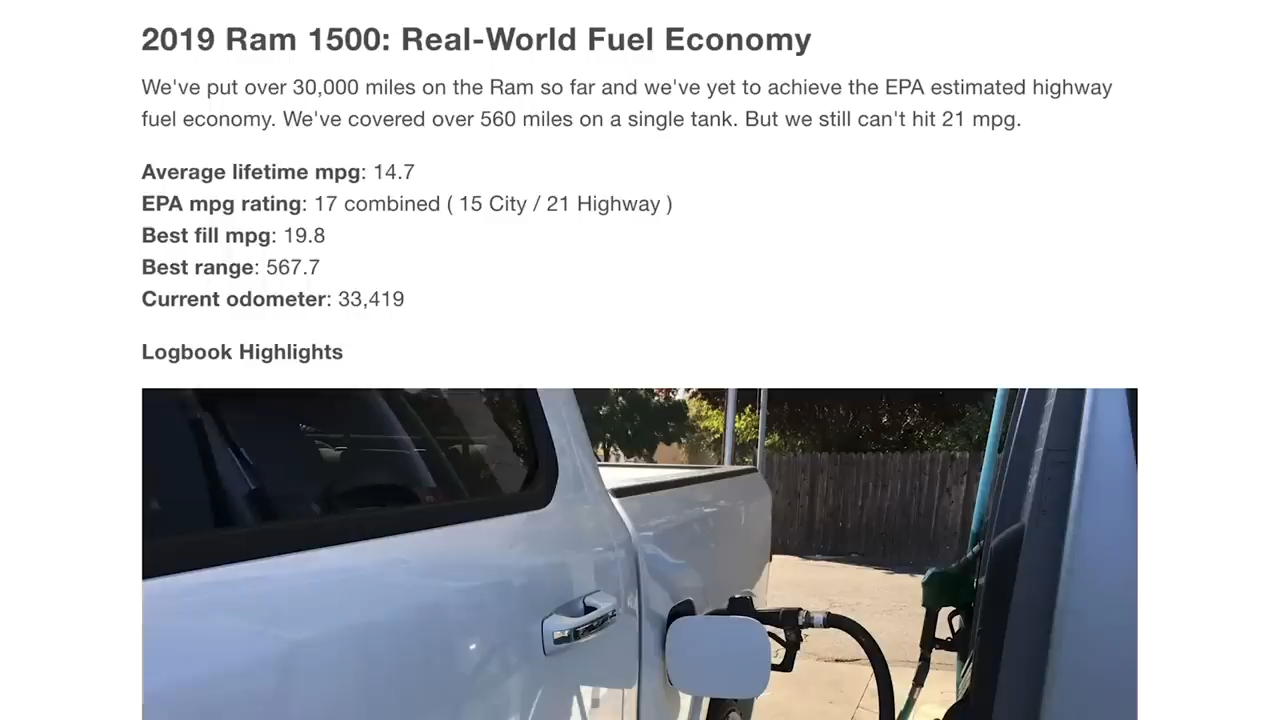 2019 Ram 1500: Real-World Fuel Economy
We've put over 30,000 miles on the Ram so far and we've yet to achieve the EPA estimated highway
fuel economy. We've covered over 560 miles on a single tank. But we still can't hit 21 mpg.
Average lifetime mpg: 14.7
EPA mpg rating: 17 combined ( 15 City / 21 Highway )
Best fill mpg: 19.8
Best range: 567.7
Current odometer: 33,419
Logbook Highlights